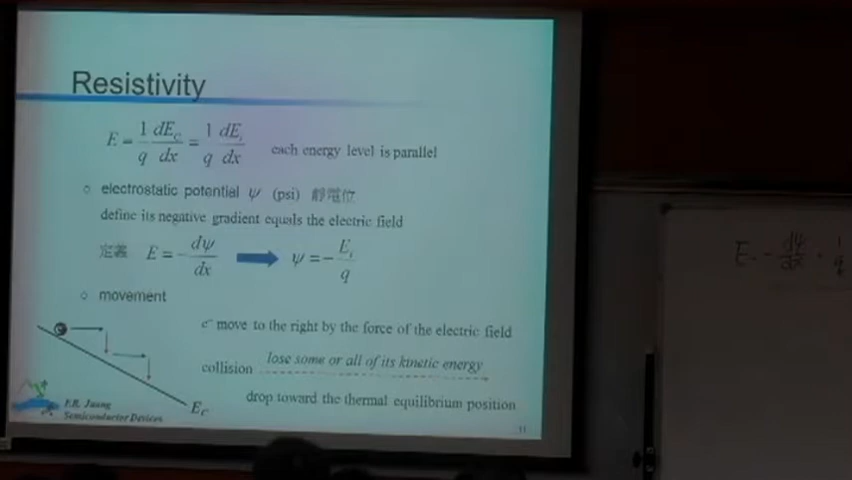 Resistivity
E = 1/q dE_C/dx = 1/q dE_i/dx each energy level is parallel
○ electrostatic potential ψ (psi) 靜電位
define its negative gradient equals the electric field
定義 E = − dψ/dx ➡ ψ = − E_i/q
○ movement
e⁻ move to the right by the force of the electric field
collision lose some or all of its kinetic energy
drop toward the thermal equilibrium position
E_C
F.R. Juang
Semiconductor Devices
11
E = − dψ/dx = 1/q